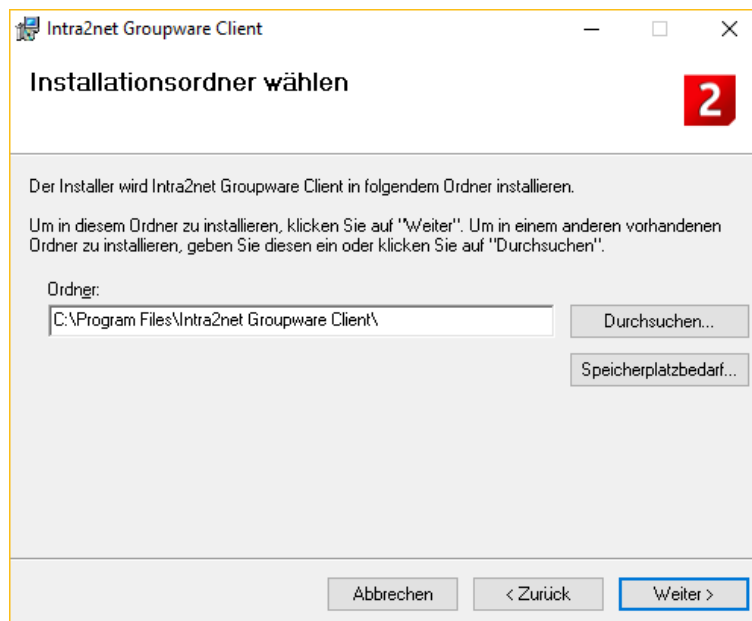 Intra2net Groupware Client
Installationsordner wählen
2
Der Installer wird Intra2net Groupware Client in folgendem Ordner installieren.
Um in diesem Ordner zu installieren, klicken Sie auf "Weiter". Um in einem anderen vorhandenen
Ordner zu installieren, geben Sie diesen ein oder klicken Sie auf "Durchsuchen".
Ordner:
C:\Program Files\Intra2net Groupware Client\
Durchsuchen...
Speicherplatzbedarf...
Abbrechen
< Zurück
Weiter >